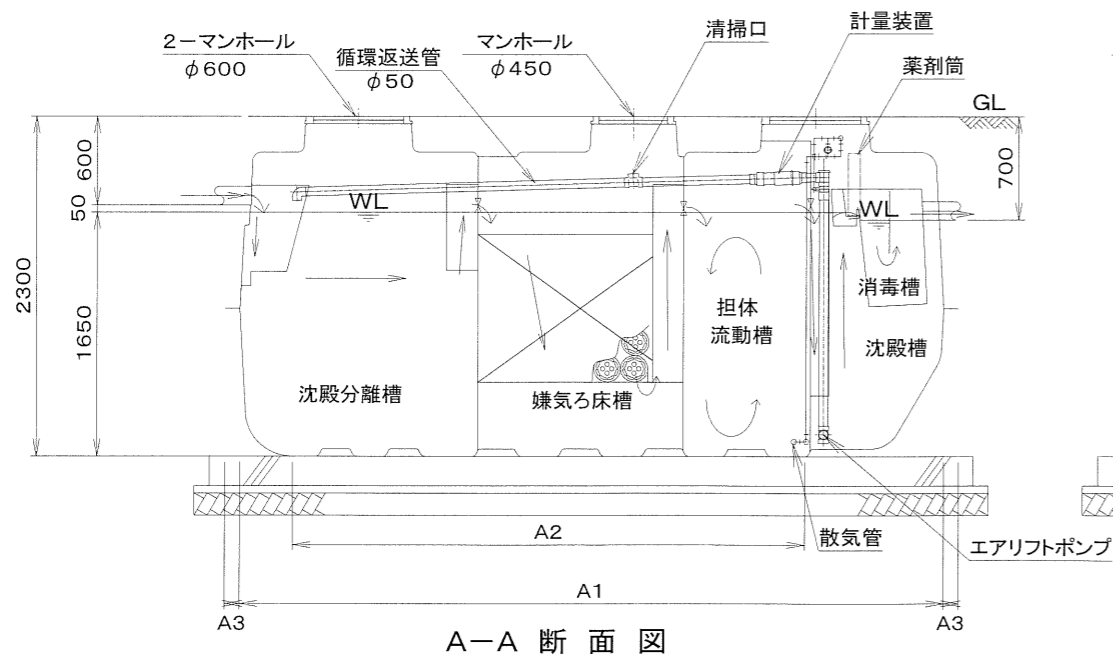 2−マンホール
φ600
循環返送管
φ50
マンホール
φ450
清掃口
計量装置
薬剤筒
GL
600
50
2300
1650
700
WL
WL
沈殿分離槽
嫌気ろ床槽
担体
流動槽
消毒槽
沈殿槽
A2
散気管
エアリフトポンプ
A1
A3
A3
A−A 断 面 図